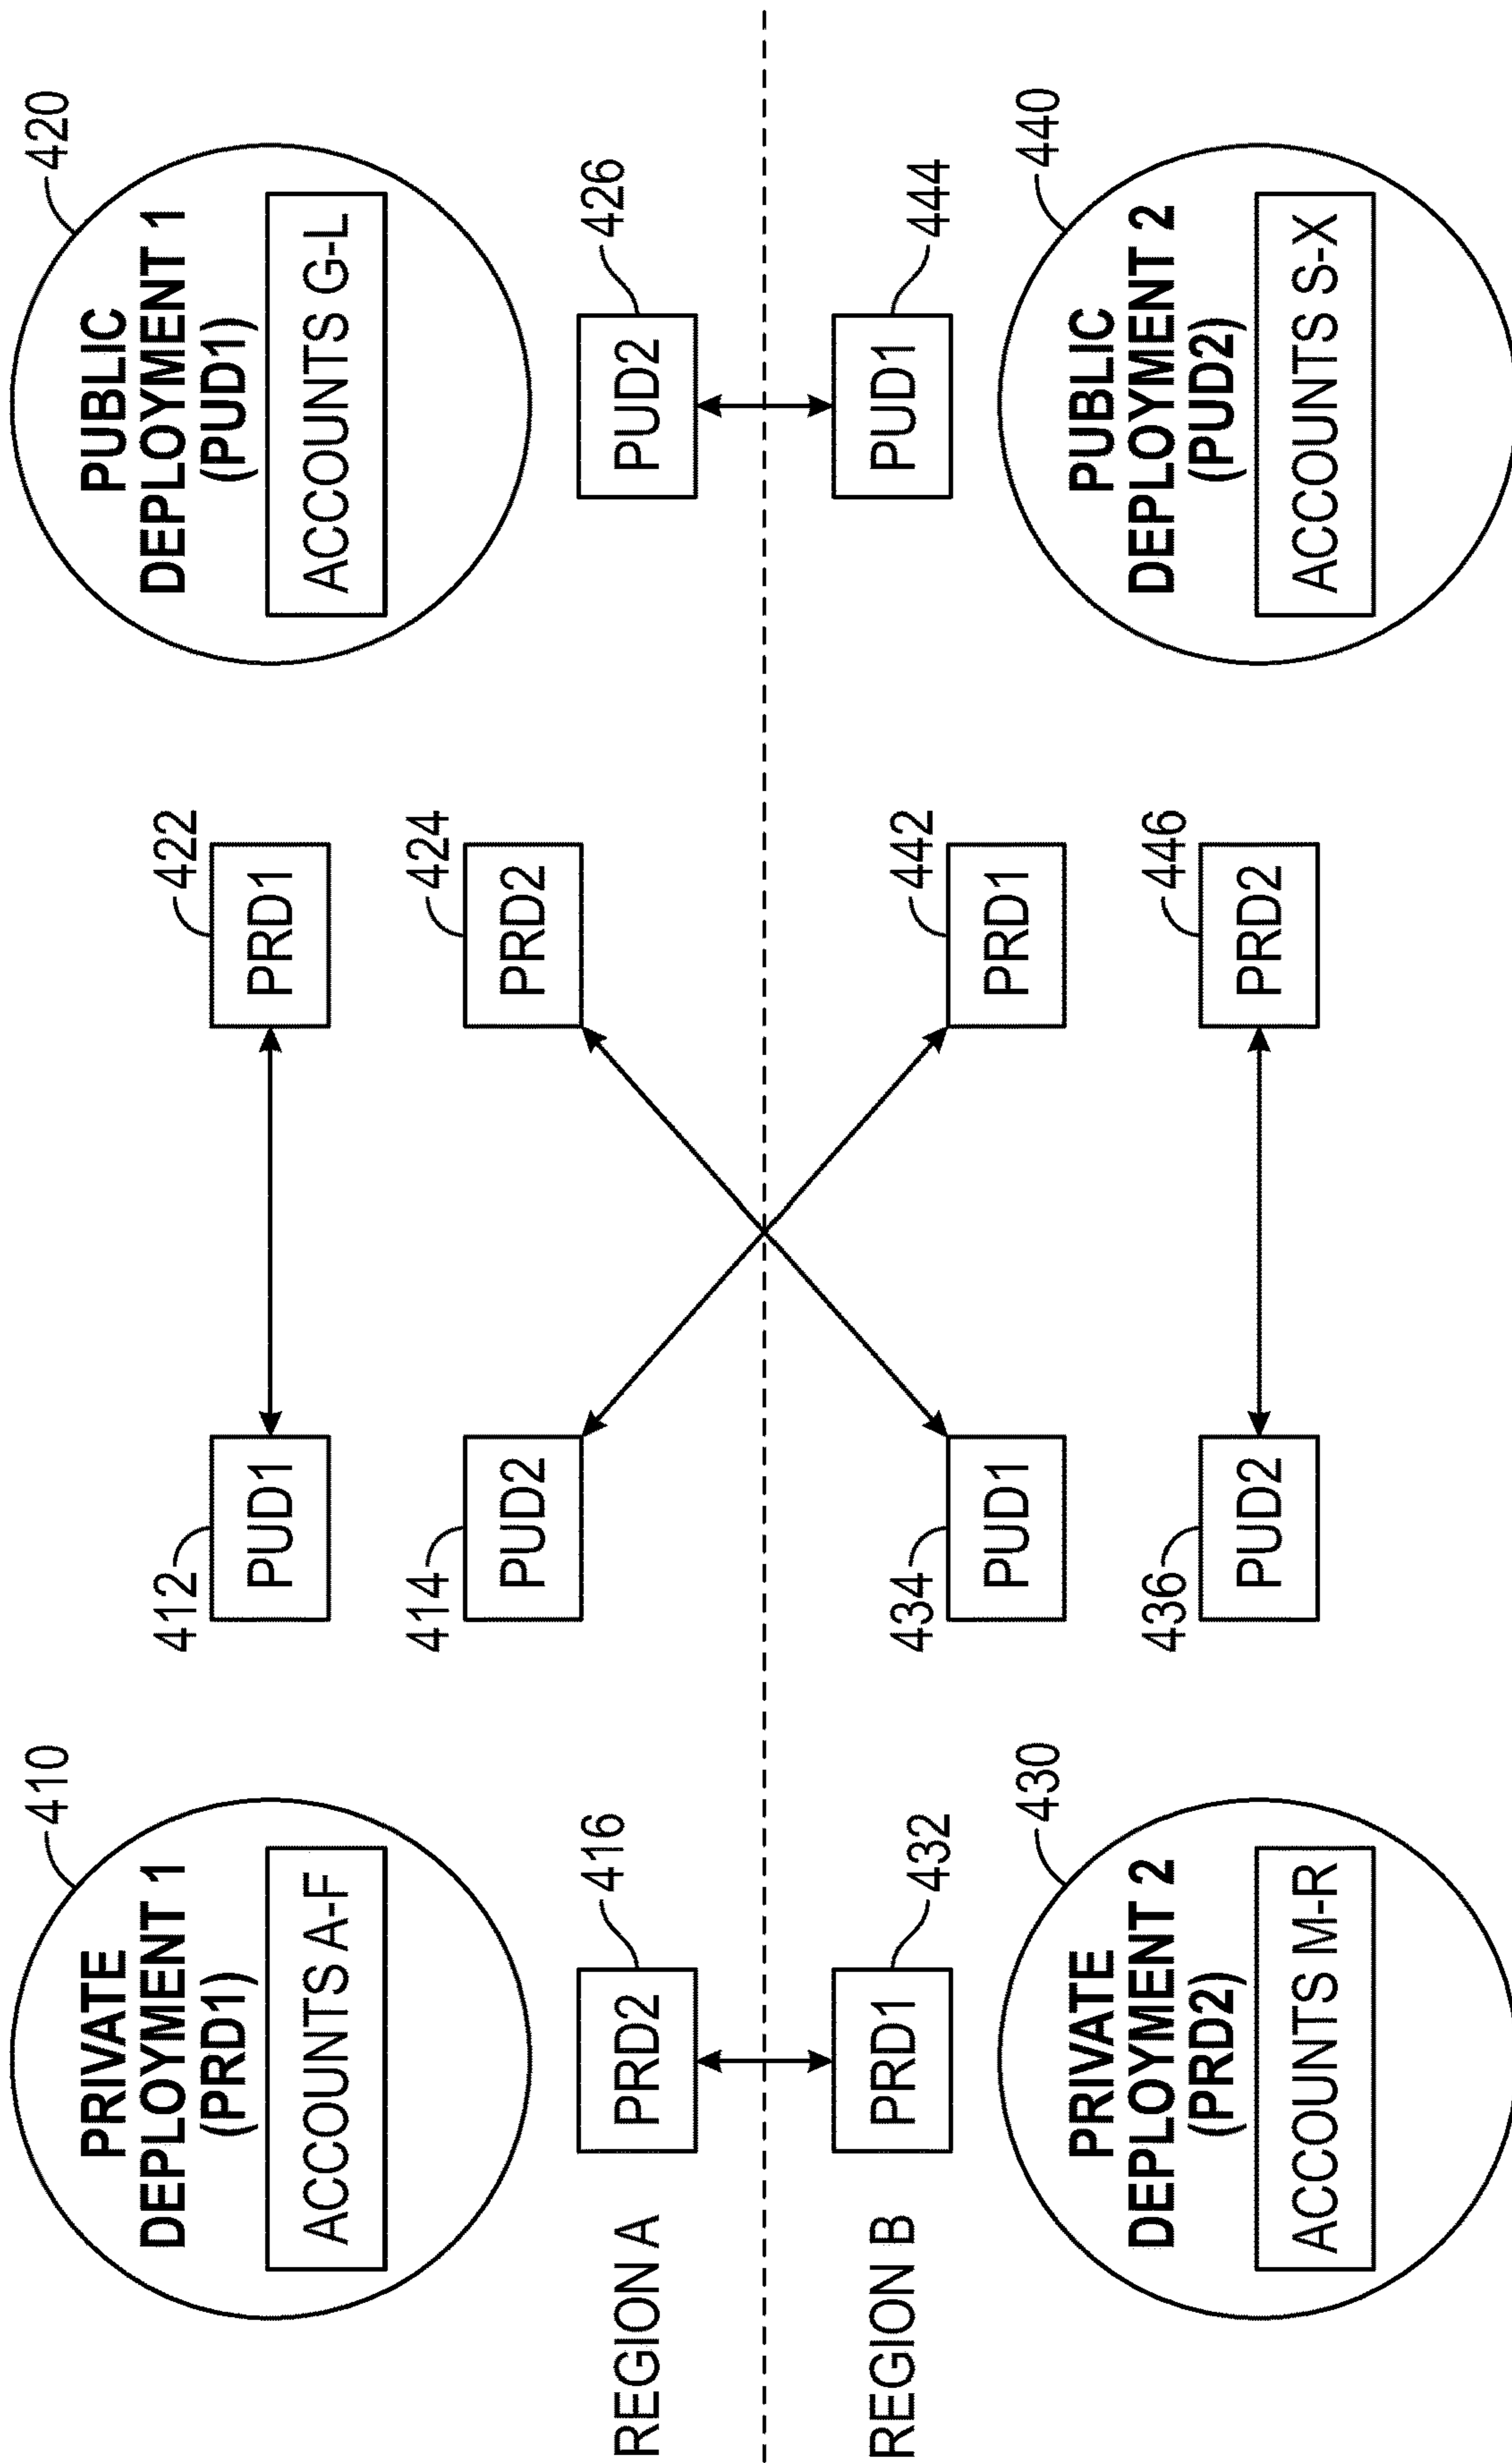 410
PRIVATE
DEPLOYMENT 1
(PRD1)
ACCOUNTS A-F
412
PUD1
422
PRD1
420
PUBLIC
DEPLOYMENT 1
(PUD1)
ACCOUNTS G-L
414
PUD2
424
PRD2
REGION A
416
PRD2
426
PUD2
REGION B
432
PRD1
444
PUD1
434
PUD1
442
PRD1
430
PRIVATE
DEPLOYMENT 2
(PRD2)
ACCOUNTS M-R
436
PUD2
446
PRD2
440
PUBLIC
DEPLOYMENT 2
(PUD2)
ACCOUNTS S-X